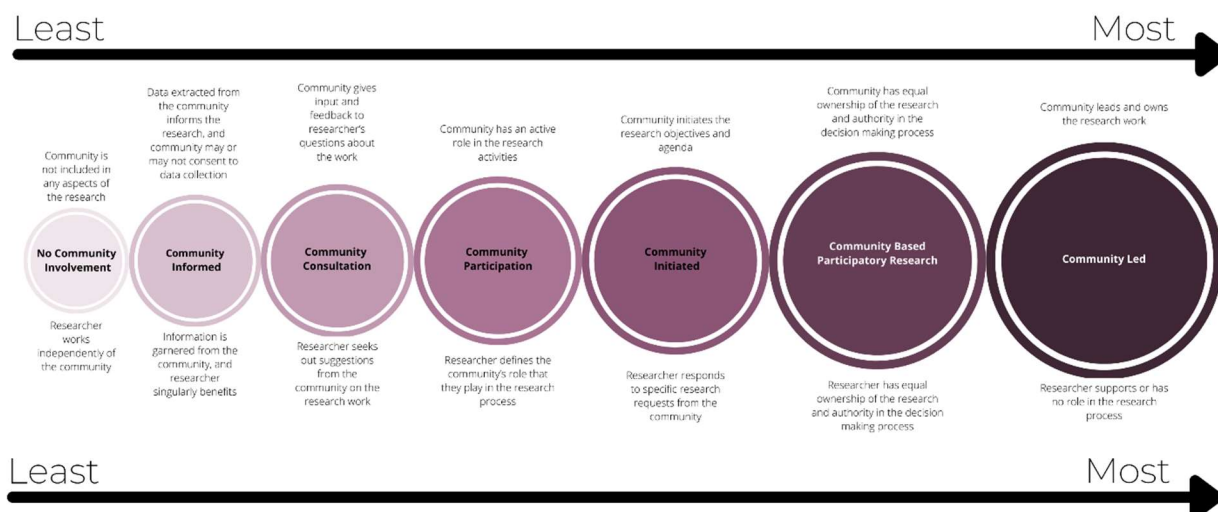 Least
Most
Community is
not included in
any aspects of
the research
Data extracted from
the community
informs the
research, and
community may or
may not consent to
data collection
Community gives
input and
feedback to
researcher's
questions about
the work
Community has an active
role in the research
activities
Community initiates the
research objectives and
agenda
Community has equal
ownership of the research
and authority in the
decision making process
Community leads and owns
the research work
No Community
Involvement
Community
Informed
Community
Consultation
Community
Participation
Community
Initiated
Community Based
Participatory Research
Community Led
Researcher
works
independently of
the community
Information is
garnered from the
community, and
researcher
singularly benefits
Researcher seeks
out suggestions
from the
community on the
research work
Researcher defines the
community's role that
they play in the research
process
Researcher responds
to specific research
requests from the
community
Researcher has equal
ownership of the research
and authority in the decision
making process
Researcher supports or has
no role in the research
process
Least
Most